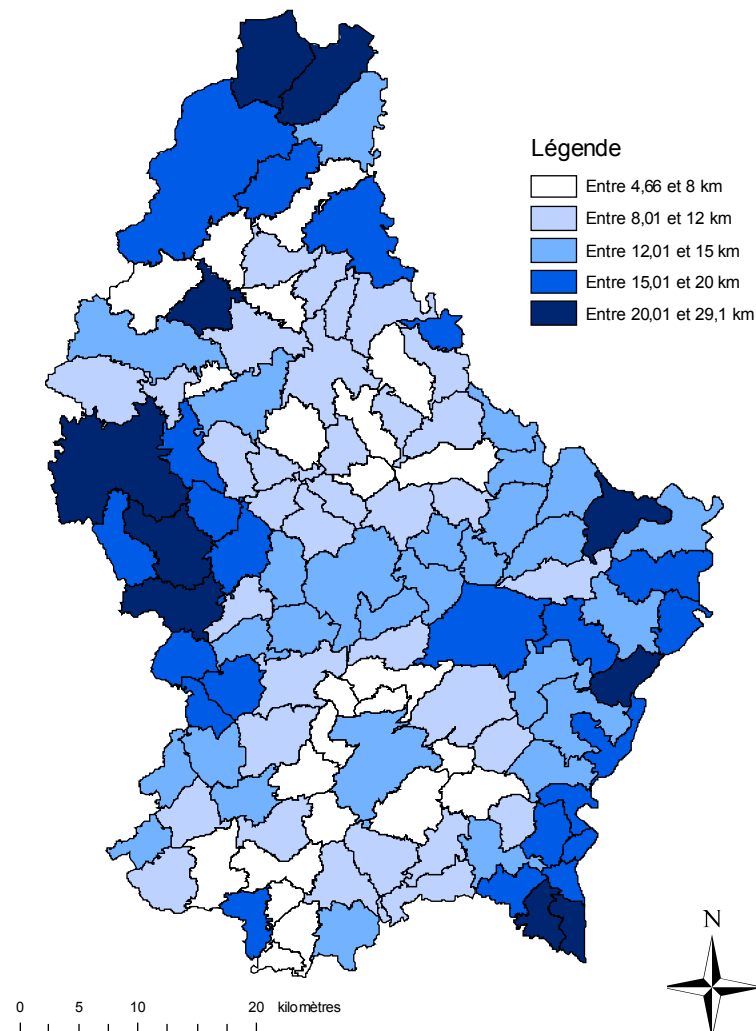 Légende
Entre 4,66 et 8 km
Entre 8,01 et 12 km
Entre 12,01 et 15 km
Entre 15,01 et 20 km
Entre 20,01 et 29,1 km
N
0 5 10 20 kilomètres